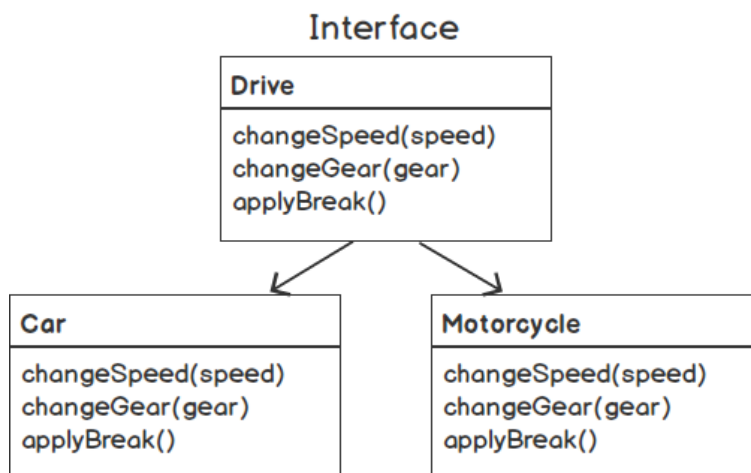 Interface
Drive
changeSpeed(speed)
changeGear(gear)
applyBreak()
Car
changeSpeed(speed)
changeGear(gear)
applyBreak()
Motorcycle
changeSpeed(speed)
changeGear(gear)
applyBreak()